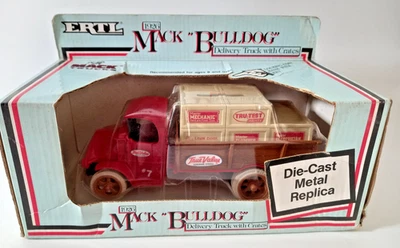 ERTL
1926
MACK "BULLDOG"
Delivery Truck with Crates
MECHANIC
TRU-TEST
True Value
#7
Die-Cast
Metal
Replica
1926
MACK "BULLDOG"
Delivery Truck with Crates